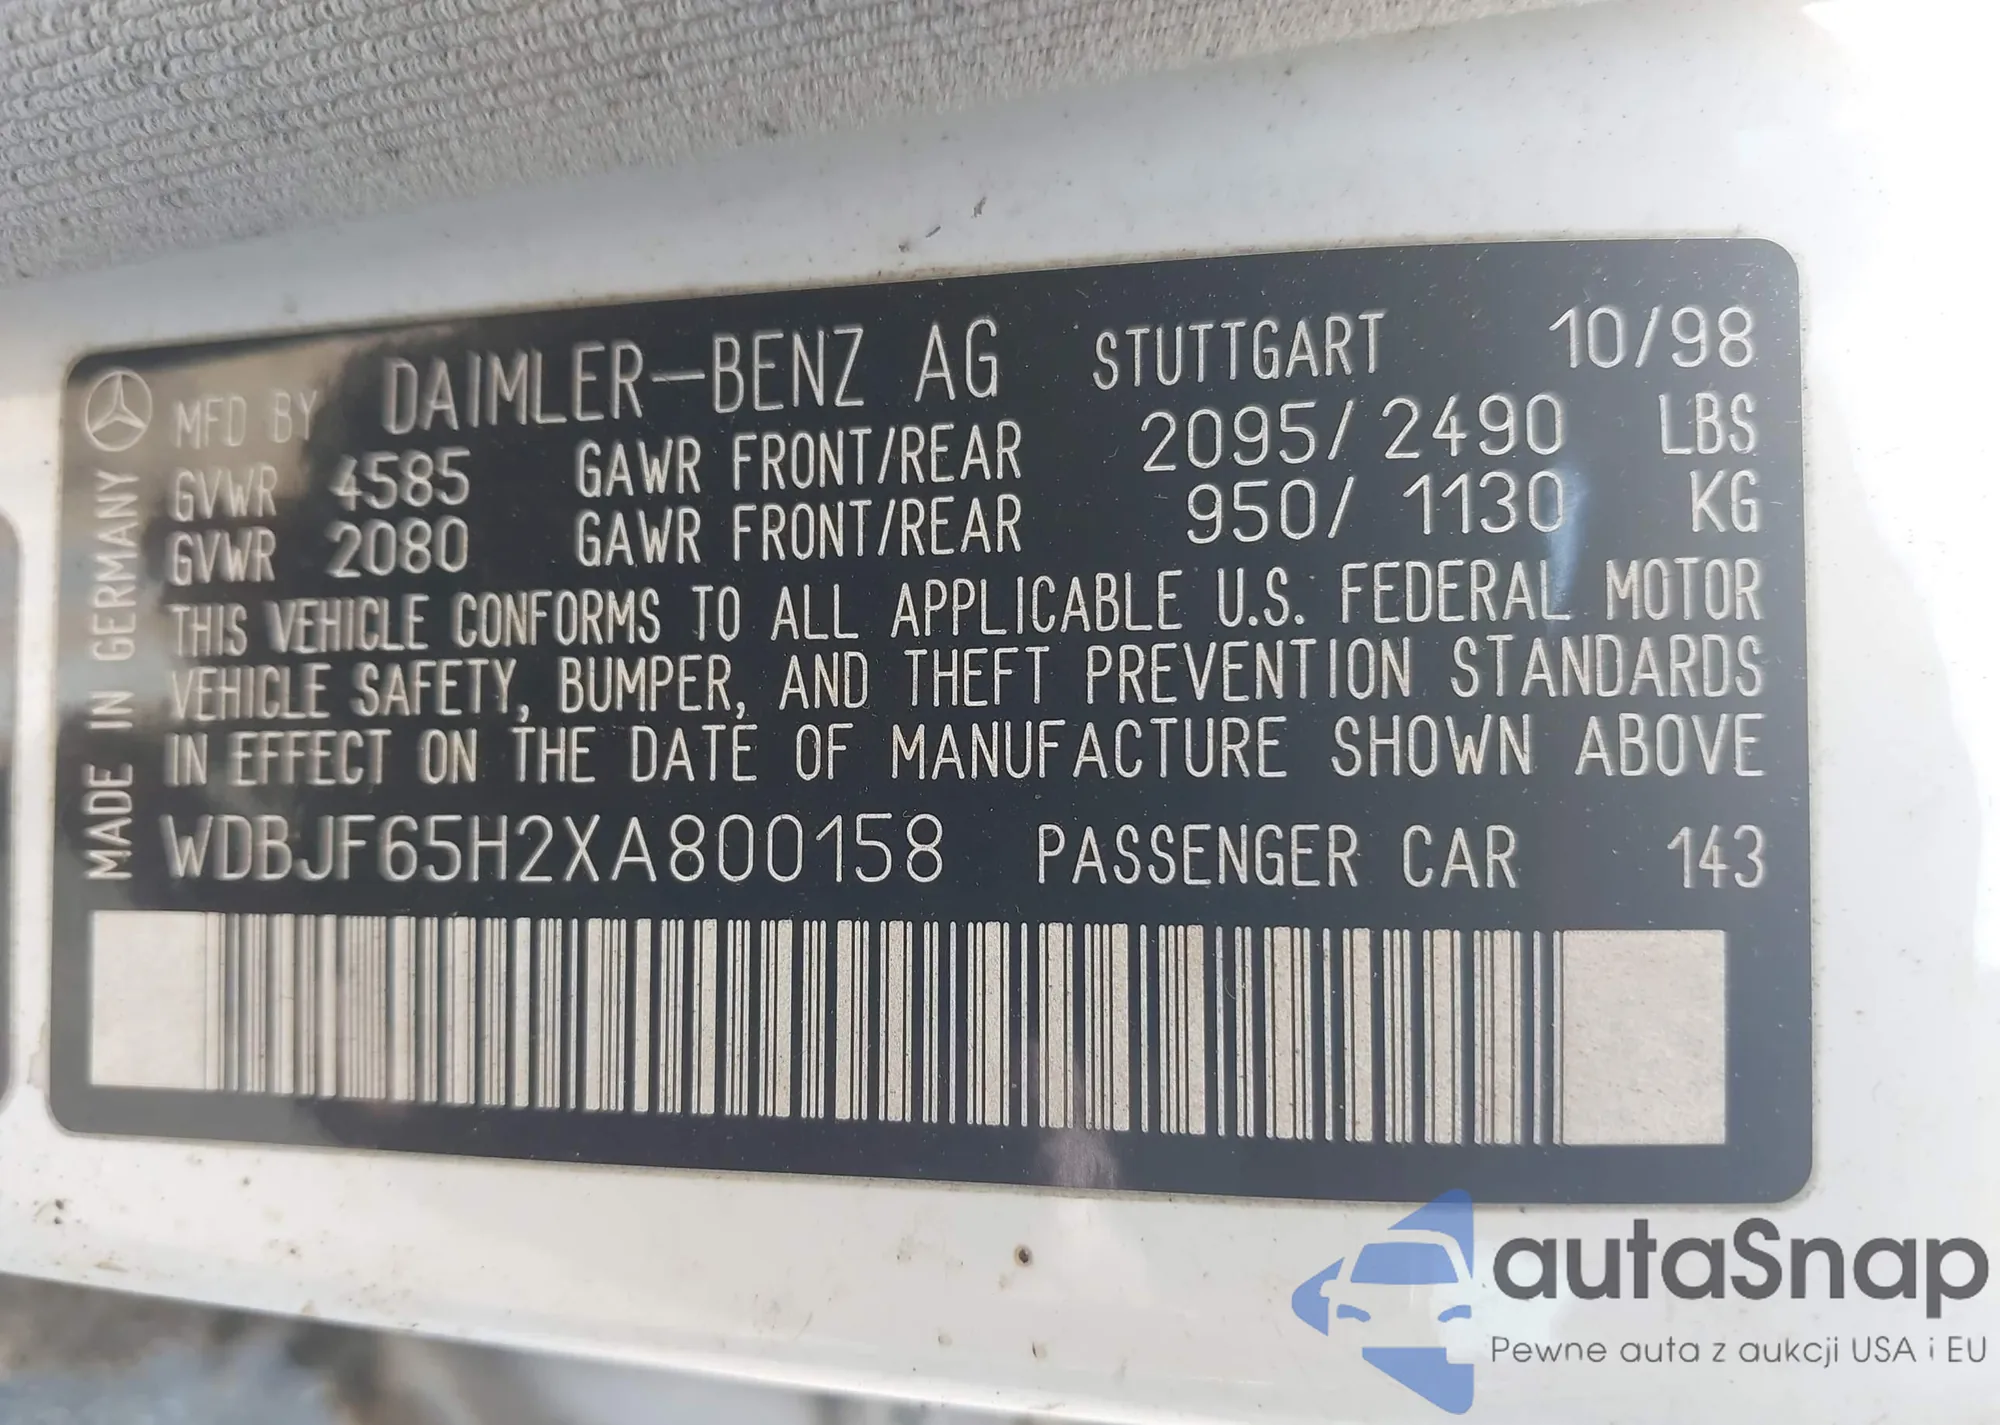 MFD BY DAIMLER-BENZ AG STUTTGART 10/98
GVWR 4585 GAWR FRONT/REAR 2095/2490 LBS
GVWR 2080 GAWR FRONT/REAR 950/1130 KG
THIS VEHICLE CONFORMS TO ALL APPLICABLE U.S. FEDERAL MOTOR
VEHICLE SAFETY, BUMPER, AND THEFT PREVENTION STANDARDS
IN EFFECT ON THE DATE OF MANUFACTURE SHOWN ABOVE
WDBJF65H2XA800158 PASSENGER CAR 143
MADE IN GERMANY
autaSnap
Pewne auta z aukcji USA i EU